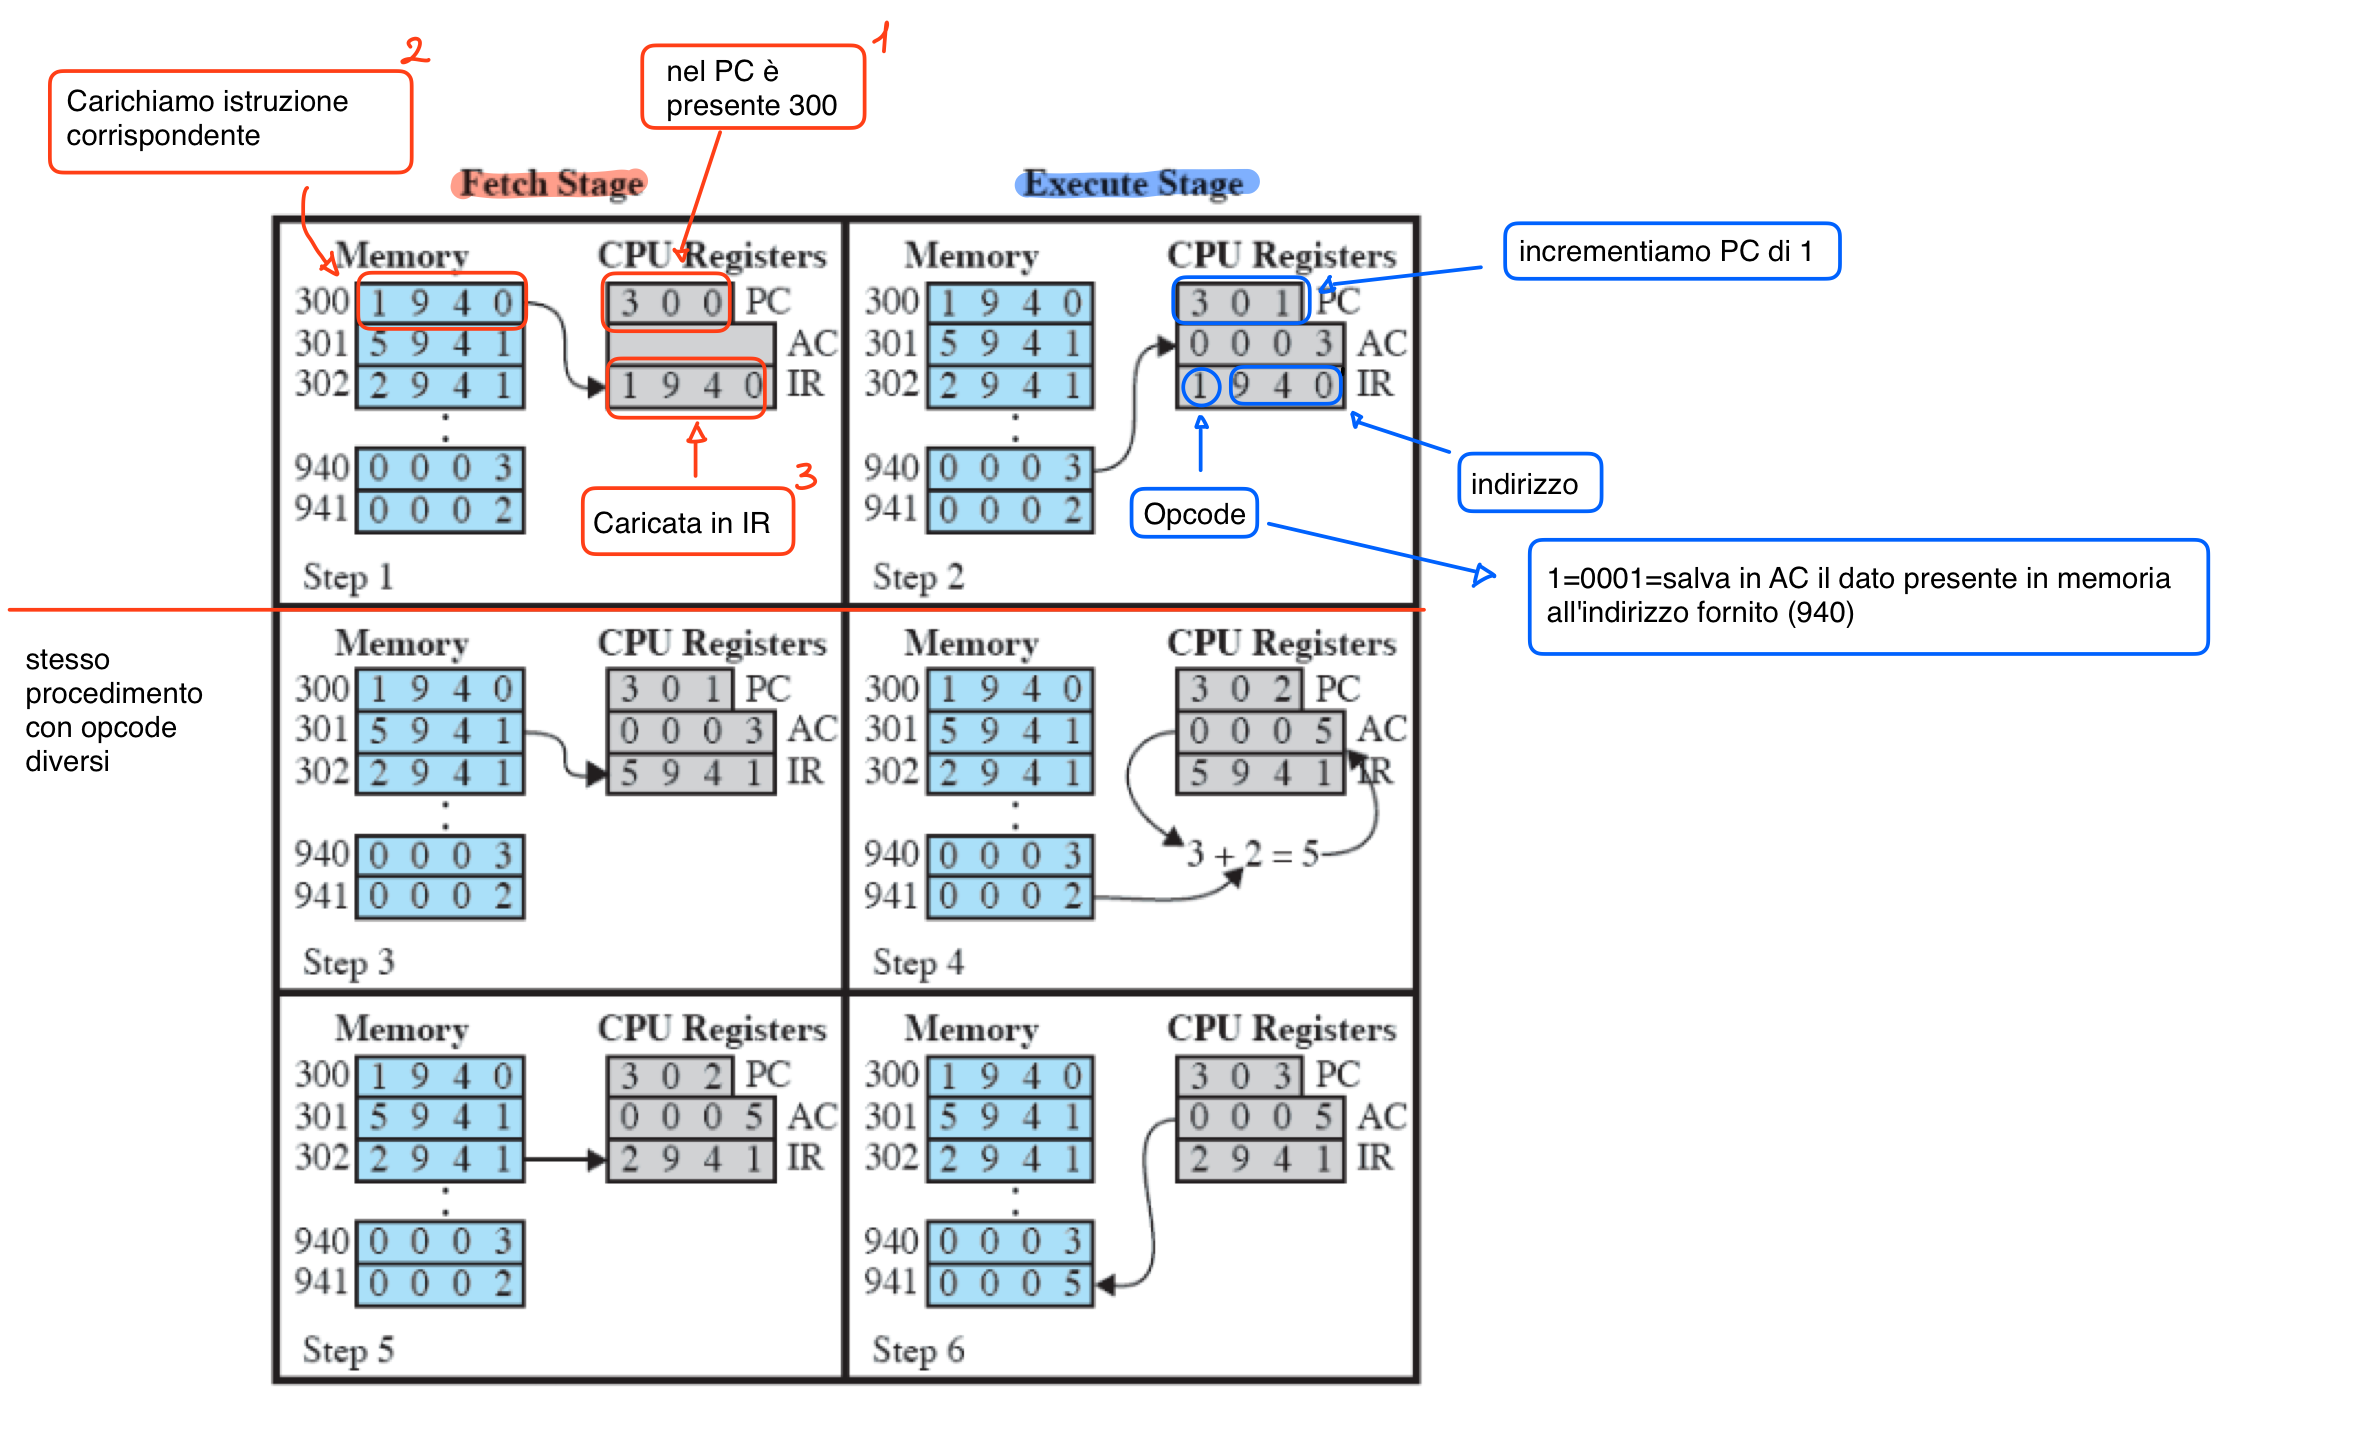 2
1
Carichiamo istruzione
corrispondente
nel PC è
presente 300
Fetch Stage
Execute Stage
incrementiamo PC di 1
Memory
CPU Registers
300 1 9 4 0
3 0 0 PC
301 5 9 4 1
AC
302 2 9 4 1
1 9 4 0 IR
940 0 0 0 3
941 0 0 0 2
3
Caricata in IR
Step 1
Memory
CPU Registers
300 1 9 4 0
3 0 1 PC
301 5 9 4 1
0 0 0 3 AC
302 2 9 4 1
1 9 4 0 IR
940 0 0 0 3
941 0 0 0 2
Opcode
indirizzo
Step 2
1=0001=salva in AC il dato presente in memoria
all'indirizzo fornito (940)
stesso
procedimento
con opcode
diversi
Memory
CPU Registers
300 1 9 4 0
3 0 1 PC
301 5 9 4 1
0 0 0 3 AC
302 2 9 4 1
5 9 4 1 IR
940 0 0 0 3
941 0 0 0 2
Step 3
Memory
CPU Registers
300 1 9 4 0
3 0 2 PC
301 5 9 4 1
0 0 0 5 AC
302 2 9 4 1
5 9 4 1 IR
940 0 0 0 3
3 + 2 = 5
941 0 0 0 2
Step 4
Memory
CPU Registers
300 1 9 4 0
3 0 2 PC
301 5 9 4 1
0 0 0 5 AC
302 2 9 4 1
2 9 4 1 IR
940 0 0 0 3
941 0 0 0 2
Step 5
Memory
CPU Registers
300 1 9 4 0
3 0 3 PC
301 5 9 4 1
0 0 0 5 AC
302 2 9 4 1
2 9 4 1 IR
940 0 0 0 3
941 0 0 0 5
Step 6